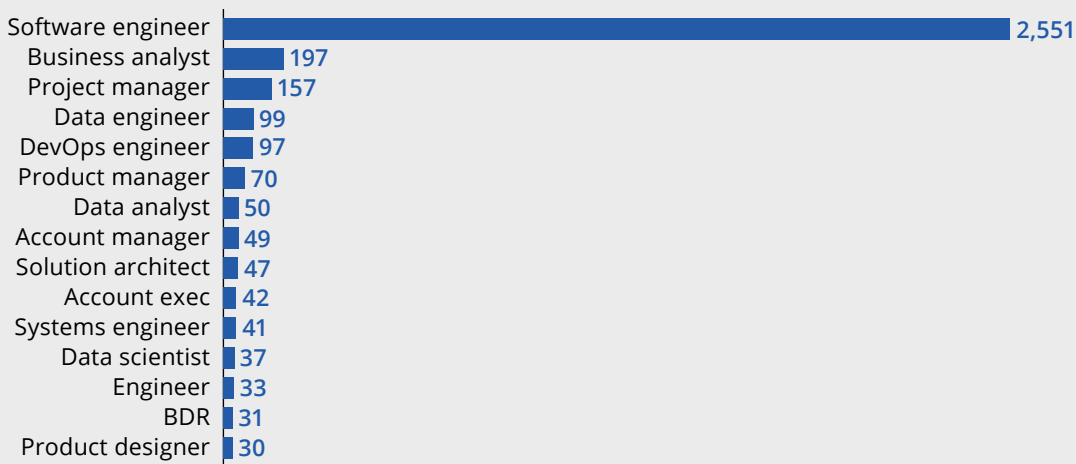 Software engineer 2,551
Business analyst 197
Project manager 157
Data engineer 99
DevOps engineer 97
Product manager 70
Data analyst 50
Account manager 49
Solution architect 47
Account exec 42
Systems engineer 41
Data scientist 37
Engineer 33
BDR 31
Product designer 30